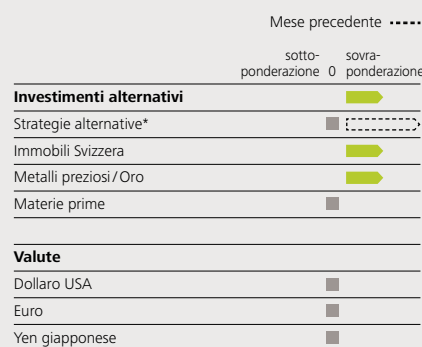 Mese precedente
sotto- sovra-
ponderazione 0 ponderazione
Investimenti alternativi
Strategie alternative*
Immobili Svizzera
Metalli preziosi/Oro
Materie prime
Valute
Dollaro USA
Euro
Yen giapponese